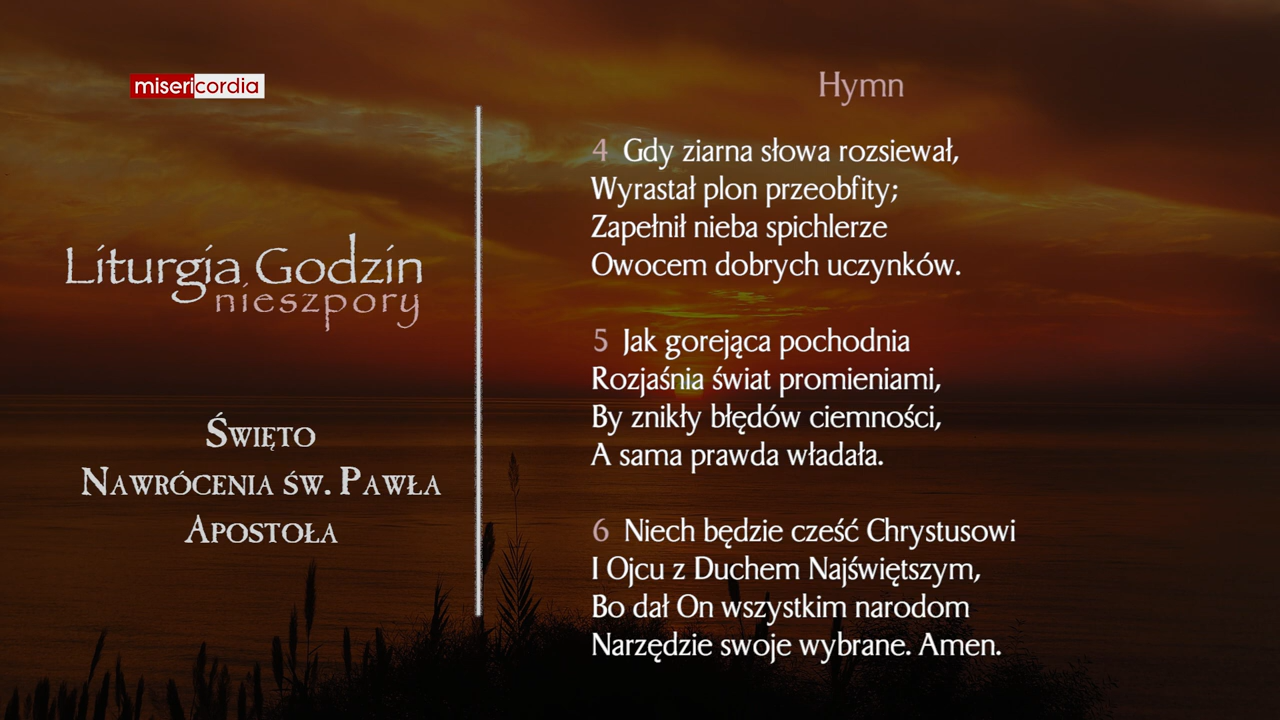 misericordia
Liturgia Godzin
nieszpory
Święto
Nawrócenia św. Pawła
Apostoła
Hymn
4 Gdy ziarna słowa rozsiewał,
Wyrastał plon przeobfity;
Zapełnił nieba spichlerze
Owocem dobrych uczynków.
5 Jak gorejąca pochodnia
Rozjaśnia świat promieniami,
By znikły błędów ciemności,
A sama prawda władała.
6 Niech będzie cześć Chrystusowi
I Ojcu z Duchem Najświętszym,
Bo dał On wszystkim narodom
Narzędzie swoje wybrane. Amen.